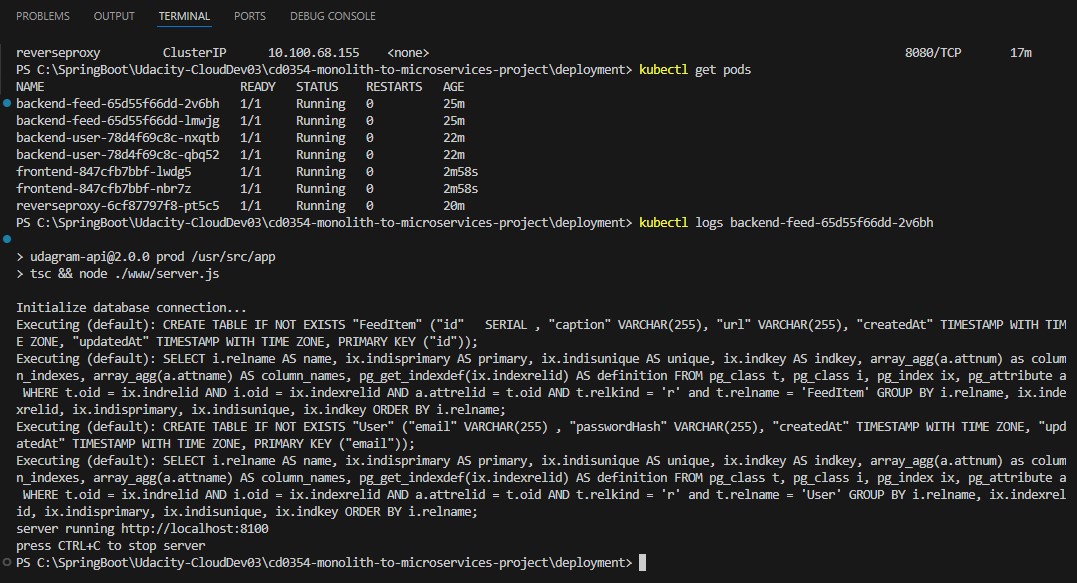 PROBLEMS OUTPUT TERMINAL PORTS DEBUG CONSOLE
reverseproxy ClusterIP 10.100.68.155 <none> 8080/TCP 17m
PS C:\SpringBoot\Udacity-CloudDev03\cd0354-monolith-to-microservices-project\deployment> kubectl get pods
NAME READY STATUS RESTARTS AGE
backend-feed-65d55f66dd-2v6bh 1/1 Running 0 25m
backend-feed-65d55f66dd-lmwjg 1/1 Running 0 25m
backend-user-78d4f69c8c-nxqtb 1/1 Running 0 22m
backend-user-78d4f69c8c-qbq52 1/1 Running 0 22m
frontend-847cfb7bbf-lwdg5 1/1 Running 0 2m58s
frontend-847cfb7bbf-nbr7z 1/1 Running 0 2m58s
reverseproxy-6cf87797f8-pt5c5 1/1 Running 0 20m
PS C:\SpringBoot\Udacity-CloudDev03\cd0354-monolith-to-microservices-project\deployment> kubectl logs backend-feed-65d55f66dd-2v6bh
> udagram-api@2.0.0 prod /usr/src/app
> tsc && node ./www/server.js
Initialize database connection...
Executing (default): CREATE TABLE IF NOT EXISTS "FeedItem" ("id"   SERIAL , "caption" VARCHAR(255), "url" VARCHAR(255), "createdAt" TIMESTAMP WITH TIM
E ZONE, "updatedAt" TIMESTAMP WITH TIME ZONE, PRIMARY KEY ("id"));
Executing (default): SELECT i.relname AS name, ix.indisprimary AS primary, ix.indisunique AS unique, ix.indkey AS indkey, array_agg(a.attnum) as colum
n_indexes, array_agg(a.attname) AS column_names, pg_get_indexdef(ix.indexrelid) AS definition FROM pg_class t, pg_class i, pg_index ix, pg_attribute a
WHERE t.oid = ix.indrelid AND i.oid = ix.indexrelid AND a.attrelid = t.oid AND t.relkind = 'r' and t.relname = 'FeedItem' GROUP BY i.relname, ix.inde
xrelid, ix.indisprimary, ix.indisunique, ix.indkey ORDER BY i.relname;
Executing (default): CREATE TABLE IF NOT EXISTS "User" ("email" VARCHAR(255) , "passwordHash" VARCHAR(255), "createdAt" TIMESTAMP WITH TIME ZONE, "upd
atedAt" TIMESTAMP WITH TIME ZONE, PRIMARY KEY ("email"));
Executing (default): SELECT i.relname AS name, ix.indisprimary AS primary, ix.indisunique AS unique, ix.indkey AS indkey, array_agg(a.attnum) as colum
n_indexes, array_agg(a.attname) AS column_names, pg_get_indexdef(ix.indexrelid) AS definition FROM pg_class t, pg_class i, pg_index ix, pg_attribute a
WHERE t.oid = ix.indrelid AND i.oid = ix.indexrelid AND a.attrelid = t.oid AND t.relkind = 'r' and t.relname = 'User' GROUP BY i.relname, ix.indexrel
id, ix.indisprimary, ix.indisunique, ix.indkey ORDER BY i.relname;
server running http://localhost:8100
press CTRL+C to stop server
PS C:\SpringBoot\Udacity-CloudDev03\cd0354-monolith-to-microservices-project\deployment>